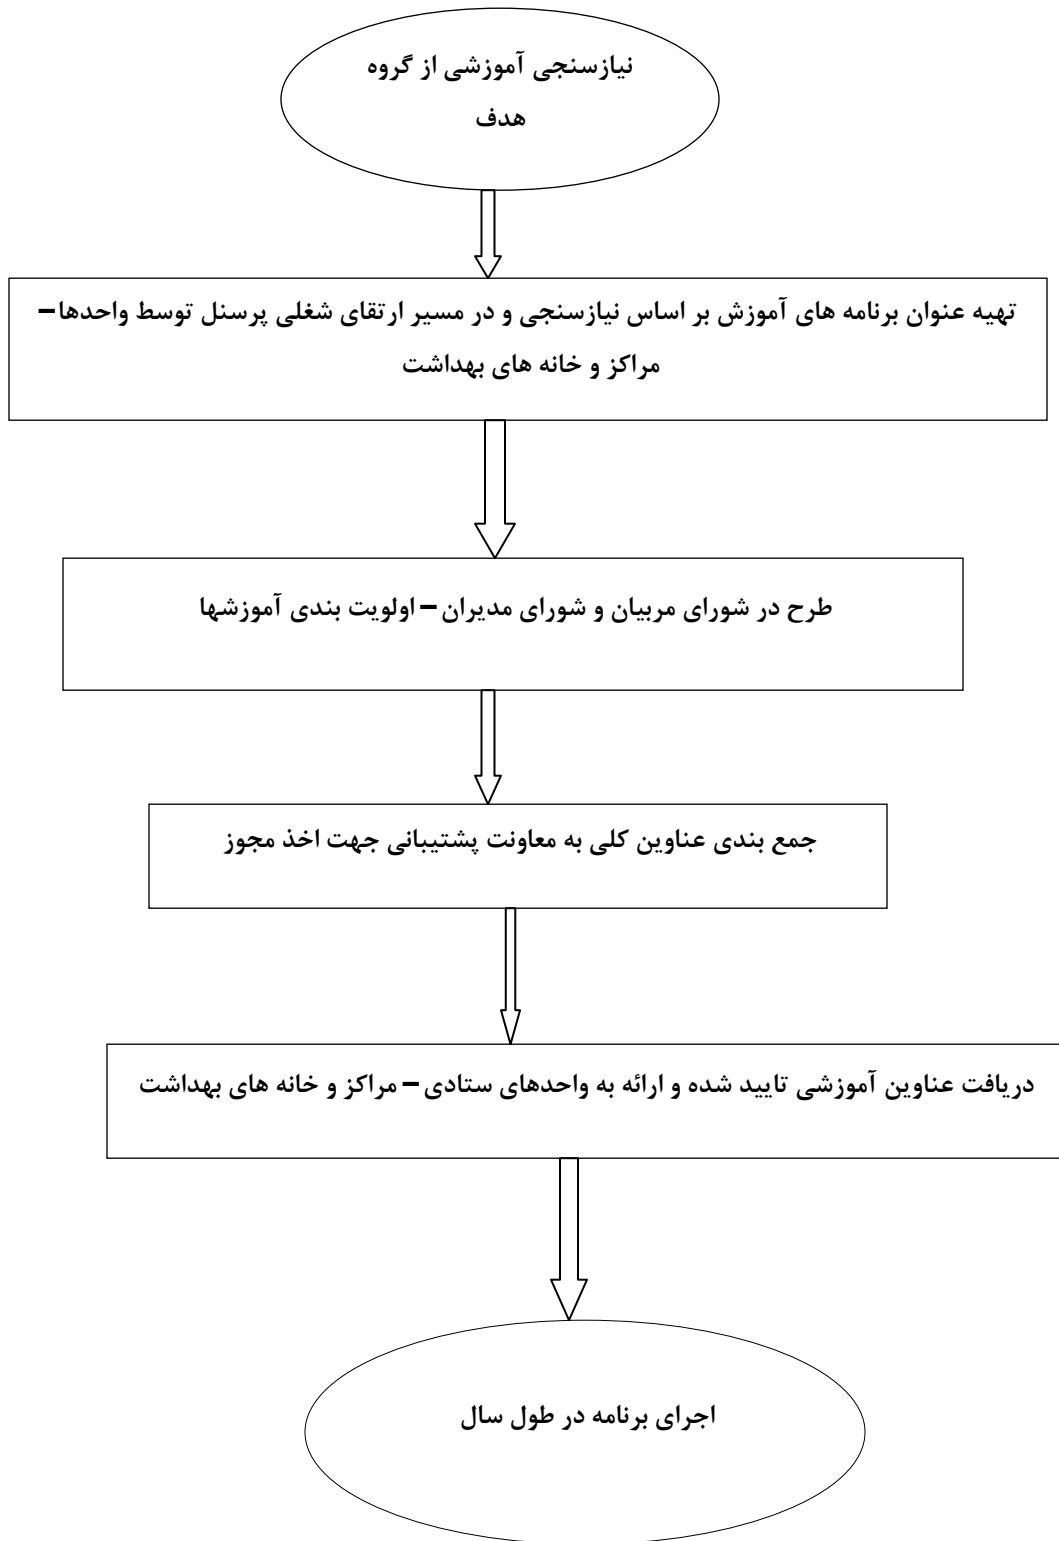 نیازسنجی آموزشی از گروه
هدف
تهیه عنوان برنامه های آموزش بر اساس نیازسنجی و در مسیر ارتقای شغلی پرسنل توسط واحدها –
مراکز و خانه های بهداشت
طرح در شورای مربیان و شورای مدیران – اولویت بندی آموزشها
جمع بندی عناوین کلی به معاونت پشتیبانی جهت اخذ مجوز
دریافت عناوین آموزشی تایید شده و ارائه به واحدهای ستادی – مراکز و خانه های بهداشت
اجرای برنامه در طول سال